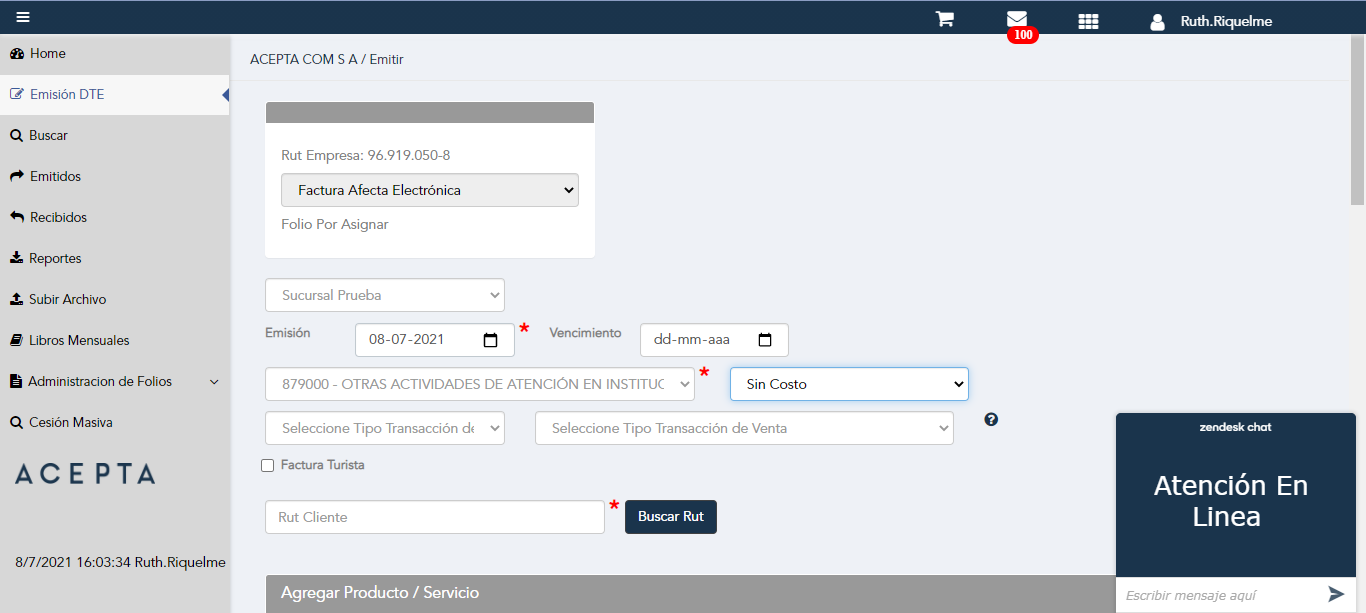 Ruth.Riquelme
100
Home
Emisión DTE
Buscar
Emitidos
Recibidos
Reportes
Subir Archivo
Libros Mensuales
Administracion de Folios
Cesión Masiva
ACEPTA
8/7/2021 16:03:34 Ruth.Riquelme
ACEPTA COM S A / Emitir
Rut Empresa: 96.919.050-8
Factura Afecta Electrónica
Folio Por Asignar
Sucursal Prueba
Emisión 08-07-2021 * Vencimiento dd-mm-aaa
879000 - OTRAS ACTIVIDADES DE ATENCIÓN EN INSTITUC * Sin Costo
Seleccione Tipo Transacción de Seleccione Tipo Transacción de Venta ?
Factura Turista
Rut Cliente * Buscar Rut
Agregar Producto / Servicio
zendesk chat
Atención En
Linea
Escribir mensaje aquí